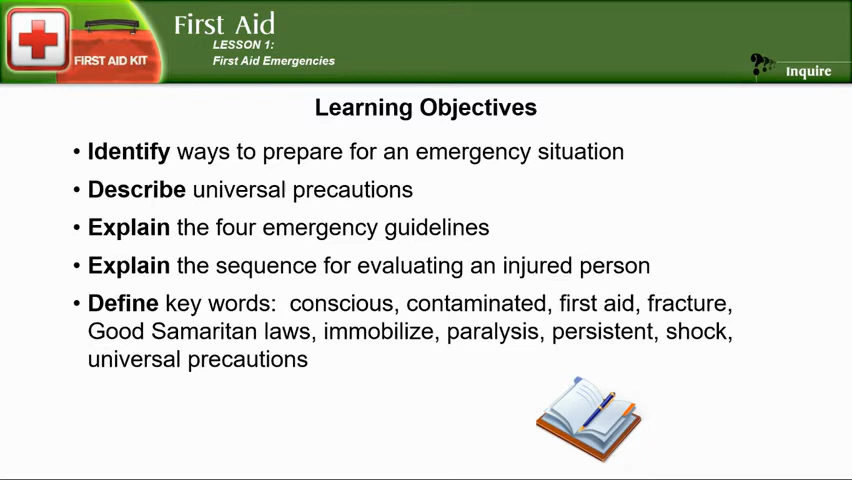 First Aid
LESSON 1:
First Aid Emergencies
FIRST AID KIT
Inquire
Learning Objectives
• Identify ways to prepare for an emergency situation
• Describe universal precautions
• Explain the four emergency guidelines
• Explain the sequence for evaluating an injured person
• Define key words: conscious, contaminated, first aid, fracture,
Good Samaritan laws, immobilize, paralysis, persistent, shock,
universal precautions